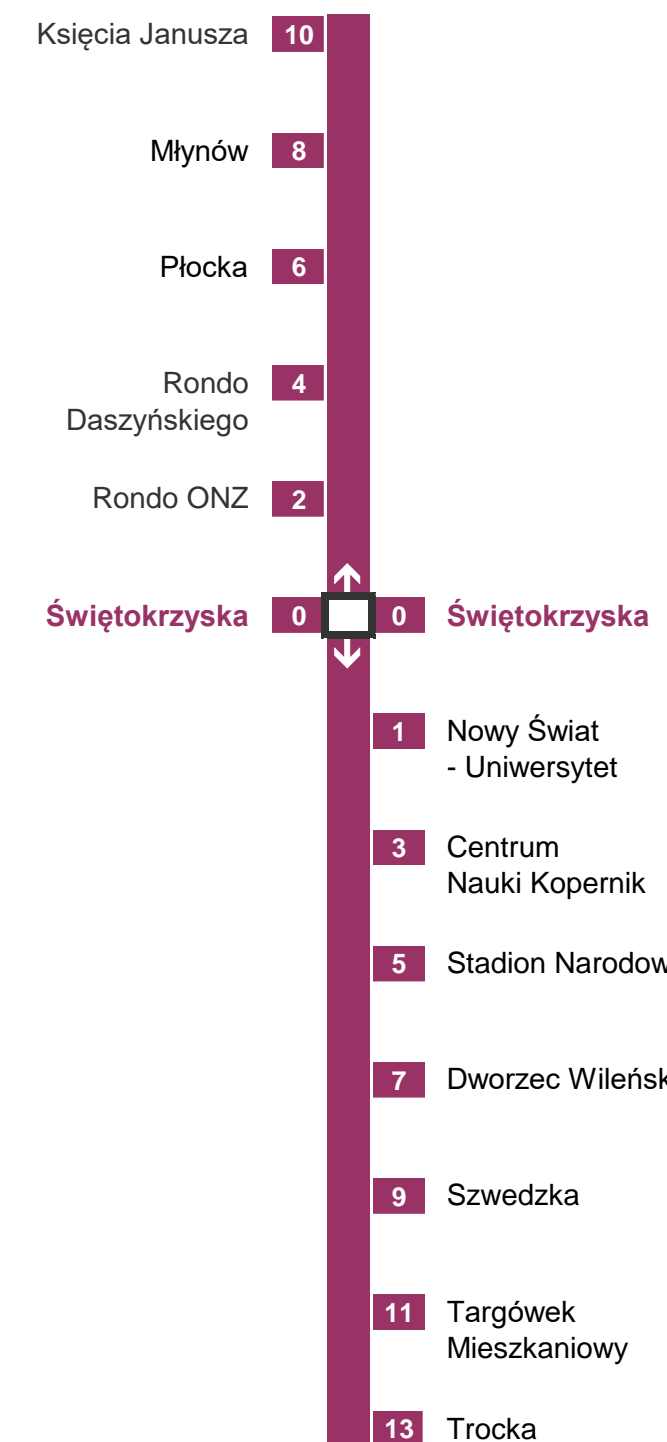 Księcia Janusza 10
Młynów 8
Płocka 6
Rondo 4
Daszyńskiego
Rondo ONZ 2
Świętokrzyska 0 0 Świętokrzyska
1 Nowy Świat
- Uniwersytet
3 Centrum
Nauki Kopernik
5 Stadion Narodow
7 Dworzec Wileńsk
9 Szwedzka
11 Targówek
Mieszkaniowy
13 Trocka